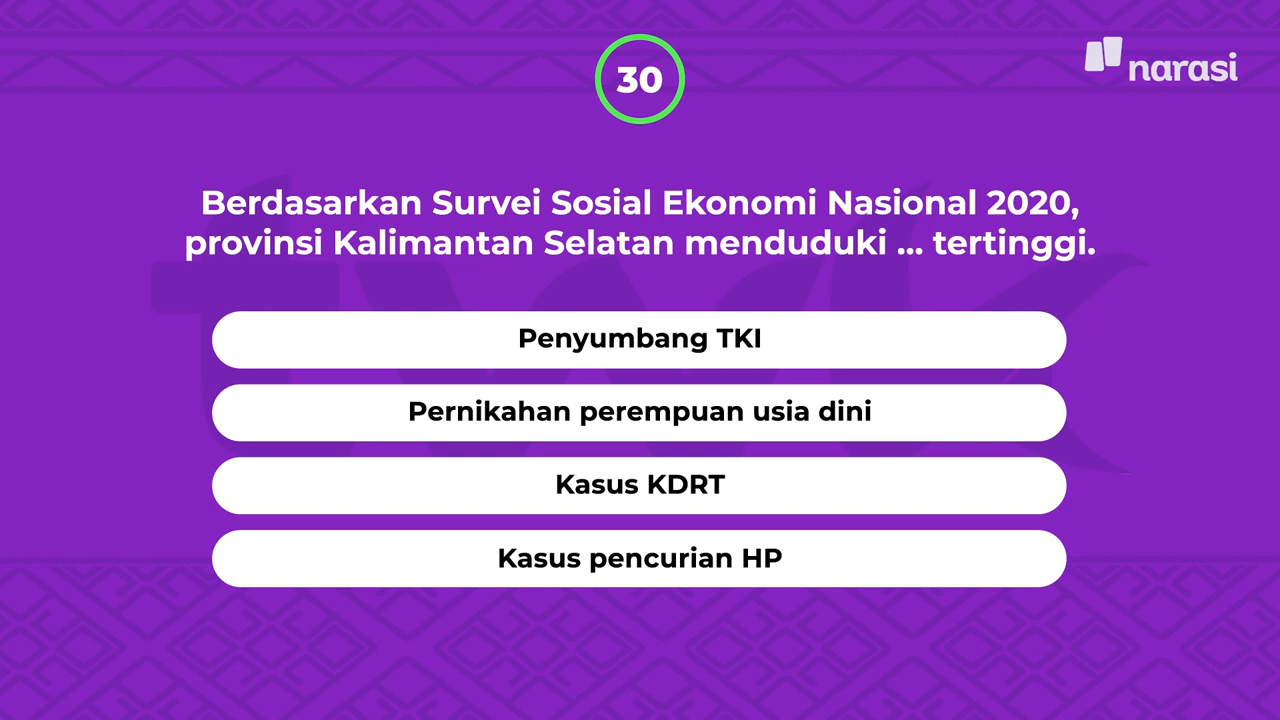 30
narasi
Berdasarkan Survei Sosial Ekonomi Nasional 2020,
provinsi Kalimantan Selatan menduduki ... tertinggi.
Penyumbang TKI
Pernikahan perempuan usia dini
Kasus KDRT
Kasus pencurian HP
twk